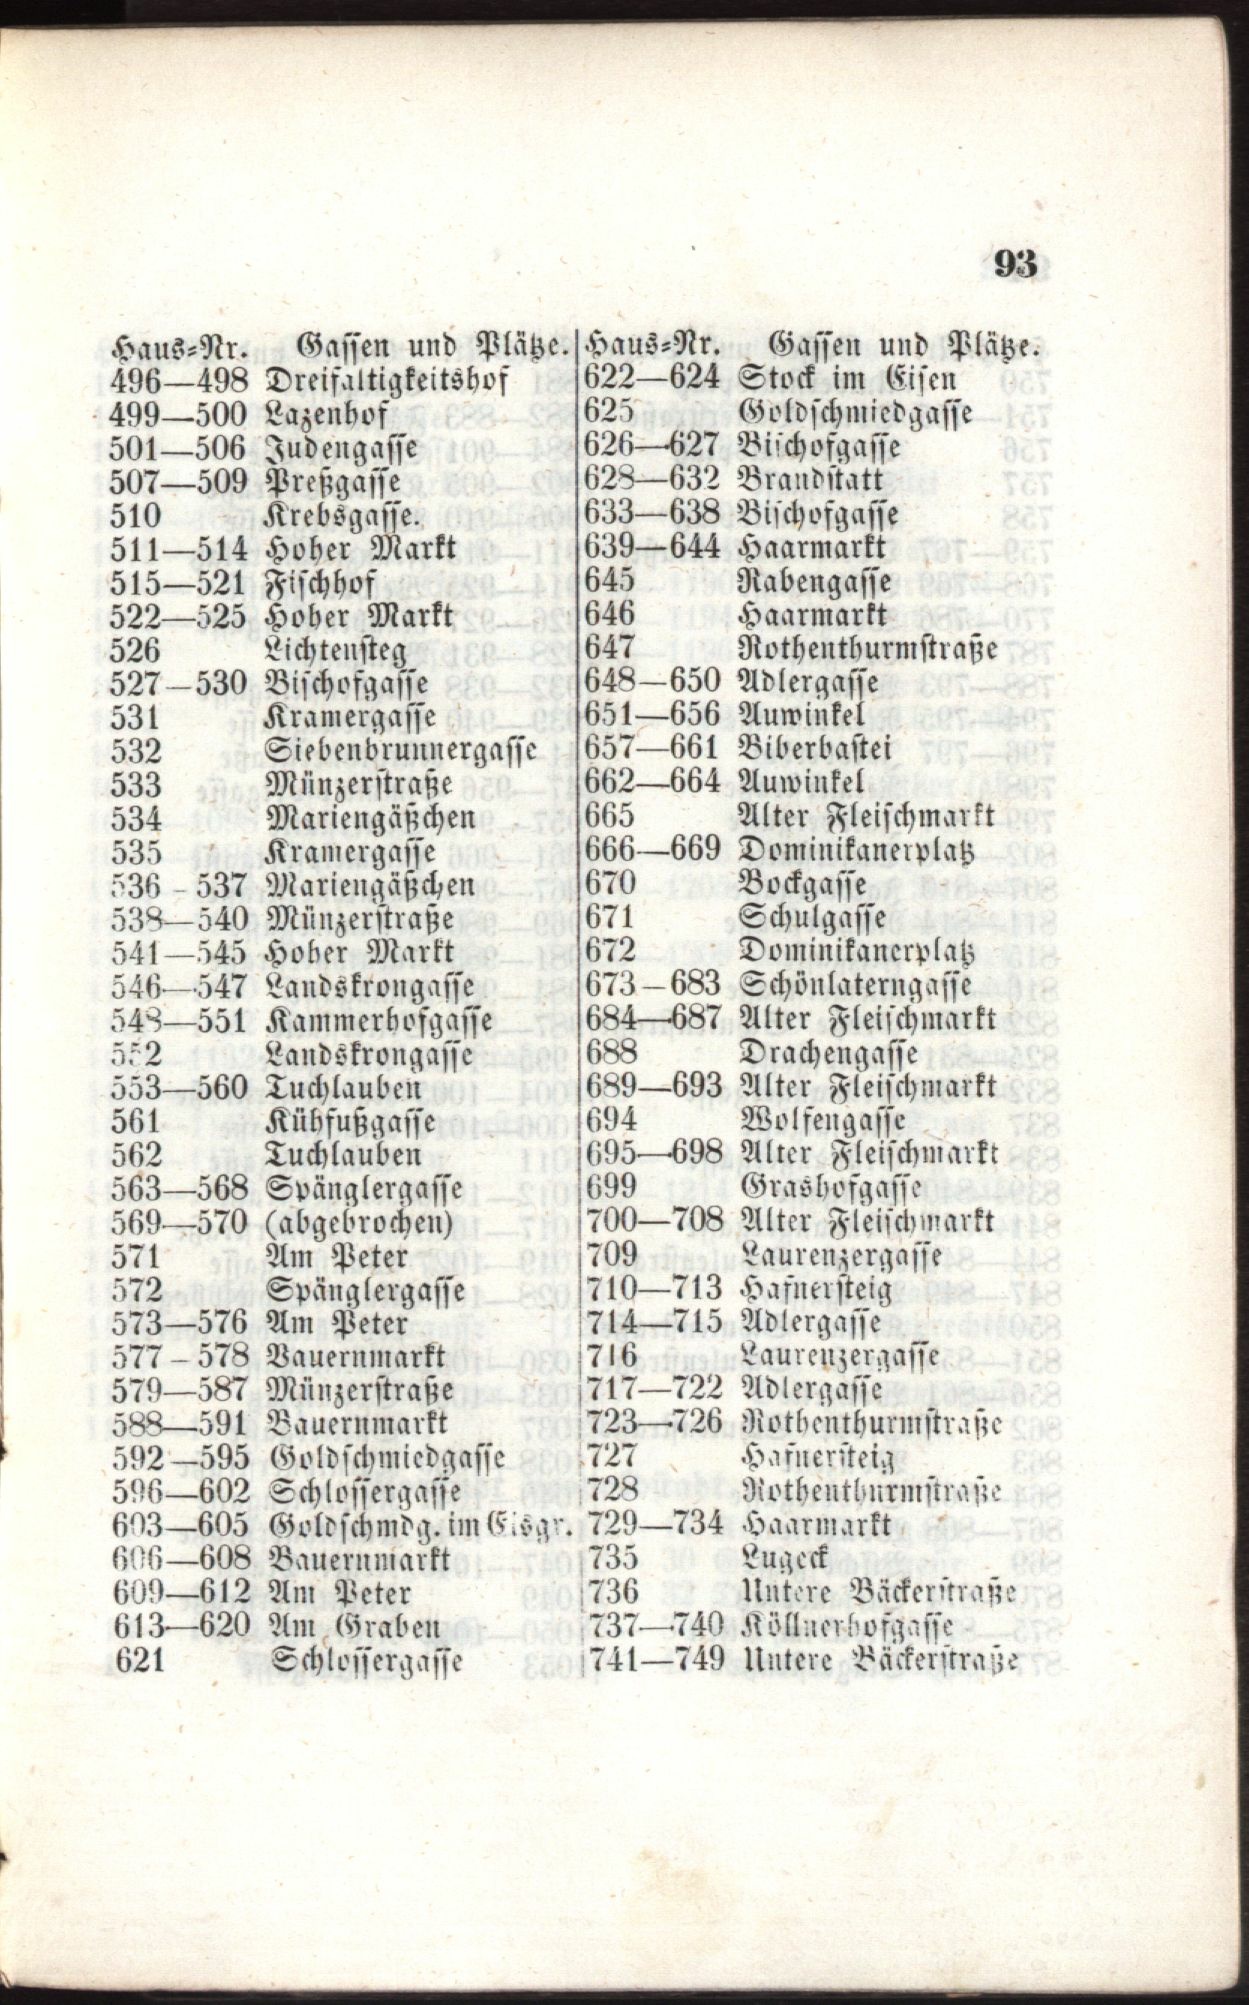 93
Haus-Nr. Gassen und Plätze.
496—498 Dreifaltigkeitshof
499—500 Lazenhof
501—506 Judengasse
507—509 Preßgasse
510 Krebsgasse.
511—514 Hoher Markt
515—521 Fischhof
522—525 Hoher Markt
526 Lichtensteg
527—530 Bischofgasse
531 Kramergasse
532 Siebenbrunnergasse
533 Münzerstraße
534 Mariengäßchen
535 Kramergasse
536—537 Mariengäßchen
538—540 Münzerstraße
541—545 Hoher Markt
546—547 Landskrongasse
548—551 Kammerhofgasse
552 Landskrongasse
553—560 Tuchlauben
561 Kühfußgasse
562 Tuchlauben
563—568 Spänglergasse
569—570 (abgebrochen)
571 Am Peter
572 Spänglergasse
573—576 Am Peter
577—578 Bauernmarkt
579—587 Münzerstraße
588—591 Bauernmarkt
592—595 Goldschmiedgasse
596—602 Schlossergasse
603—605 Goldschmdg. im Eisgr.
606—608 Bauernmarkt
609—612 Am Peter
613—620 Am Graben
621 Schlossergasse
Haus-Nr. Gassen und Plätze.
622—624 Stock im Eisen
625 Goldschmiedgasse
626—627 Bischofgasse
628—632 Brandstatt
633—638 Bischofgasse
639—644 Haarmarkt
645 Rabengasse
646 Haarmarkt
647 Rothenthurmstraße
648—650 Adlergasse
651—656 Auwinkel
657—661 Biberbastei
662—664 Auwinkel
665 Alter Fleischmarkt
666—669 Dominikanerplatz
670 Bockgasse
671 Schulgasse
672 Dominikanerplatz
673—683 Schönlaterngasse
684—687 Alter Fleischmarkt
688 Drachengasse
689—693 Alter Fleischmarkt
694 Wolfengasse
695—698 Alter Fleischmarkt
699 Grashofgasse
700—708 Alter Fleischmarkt
709 Laurenzergasse
710—713 Hafnersteig
714—715 Adlergasse
716 Laurenzergasse
717—722 Adlergasse
723—726 Rothenthurmstraße
727 Hafnersteig
728 Rothenthurmstraße
729—734 Haarmarkt
735 Lugeck
736 Untere Bäckerstraße
737—740 Köllnerhofgasse
741—749 Untere Bäckerstraße